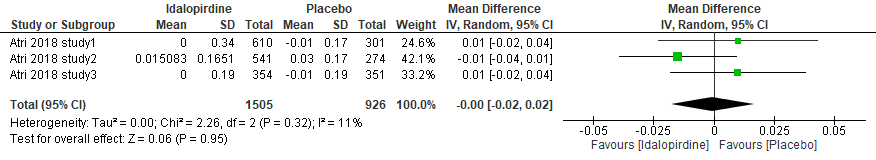 Idalopirdine Placebo Mean Difference Mean Difference
Study or Subgroup Mean SD Total Mean SD Total Weight IV, Random, 95% CI IV, Random, 95% CI
Atri 2018 study1 0 0.34 610 -0.01 0.17 301 24.6% 0.01 [-0.02, 0.04]
Atri 2018 study2 0.015083 0.1651 541 0.03 0.17 274 42.1% -0.01 [-0.04, 0.01]
Atri 2018 study3 0 0.19 354 -0.01 0.19 351 33.2% 0.01 [-0.02, 0.04]
Total (95% CI) 1505 926 100.0% -0.00 [-0.02, 0.02]
Heterogeneity: Tau² = 0.00; Chi² = 2.26, df = 2 (P = 0.32); I² = 11%
Test for overall effect: Z = 0.06 (P = 0.95)
-0.05 -0.025 0 0.025 0.05
Favours [Idalopirdine] Favours [Placebo]